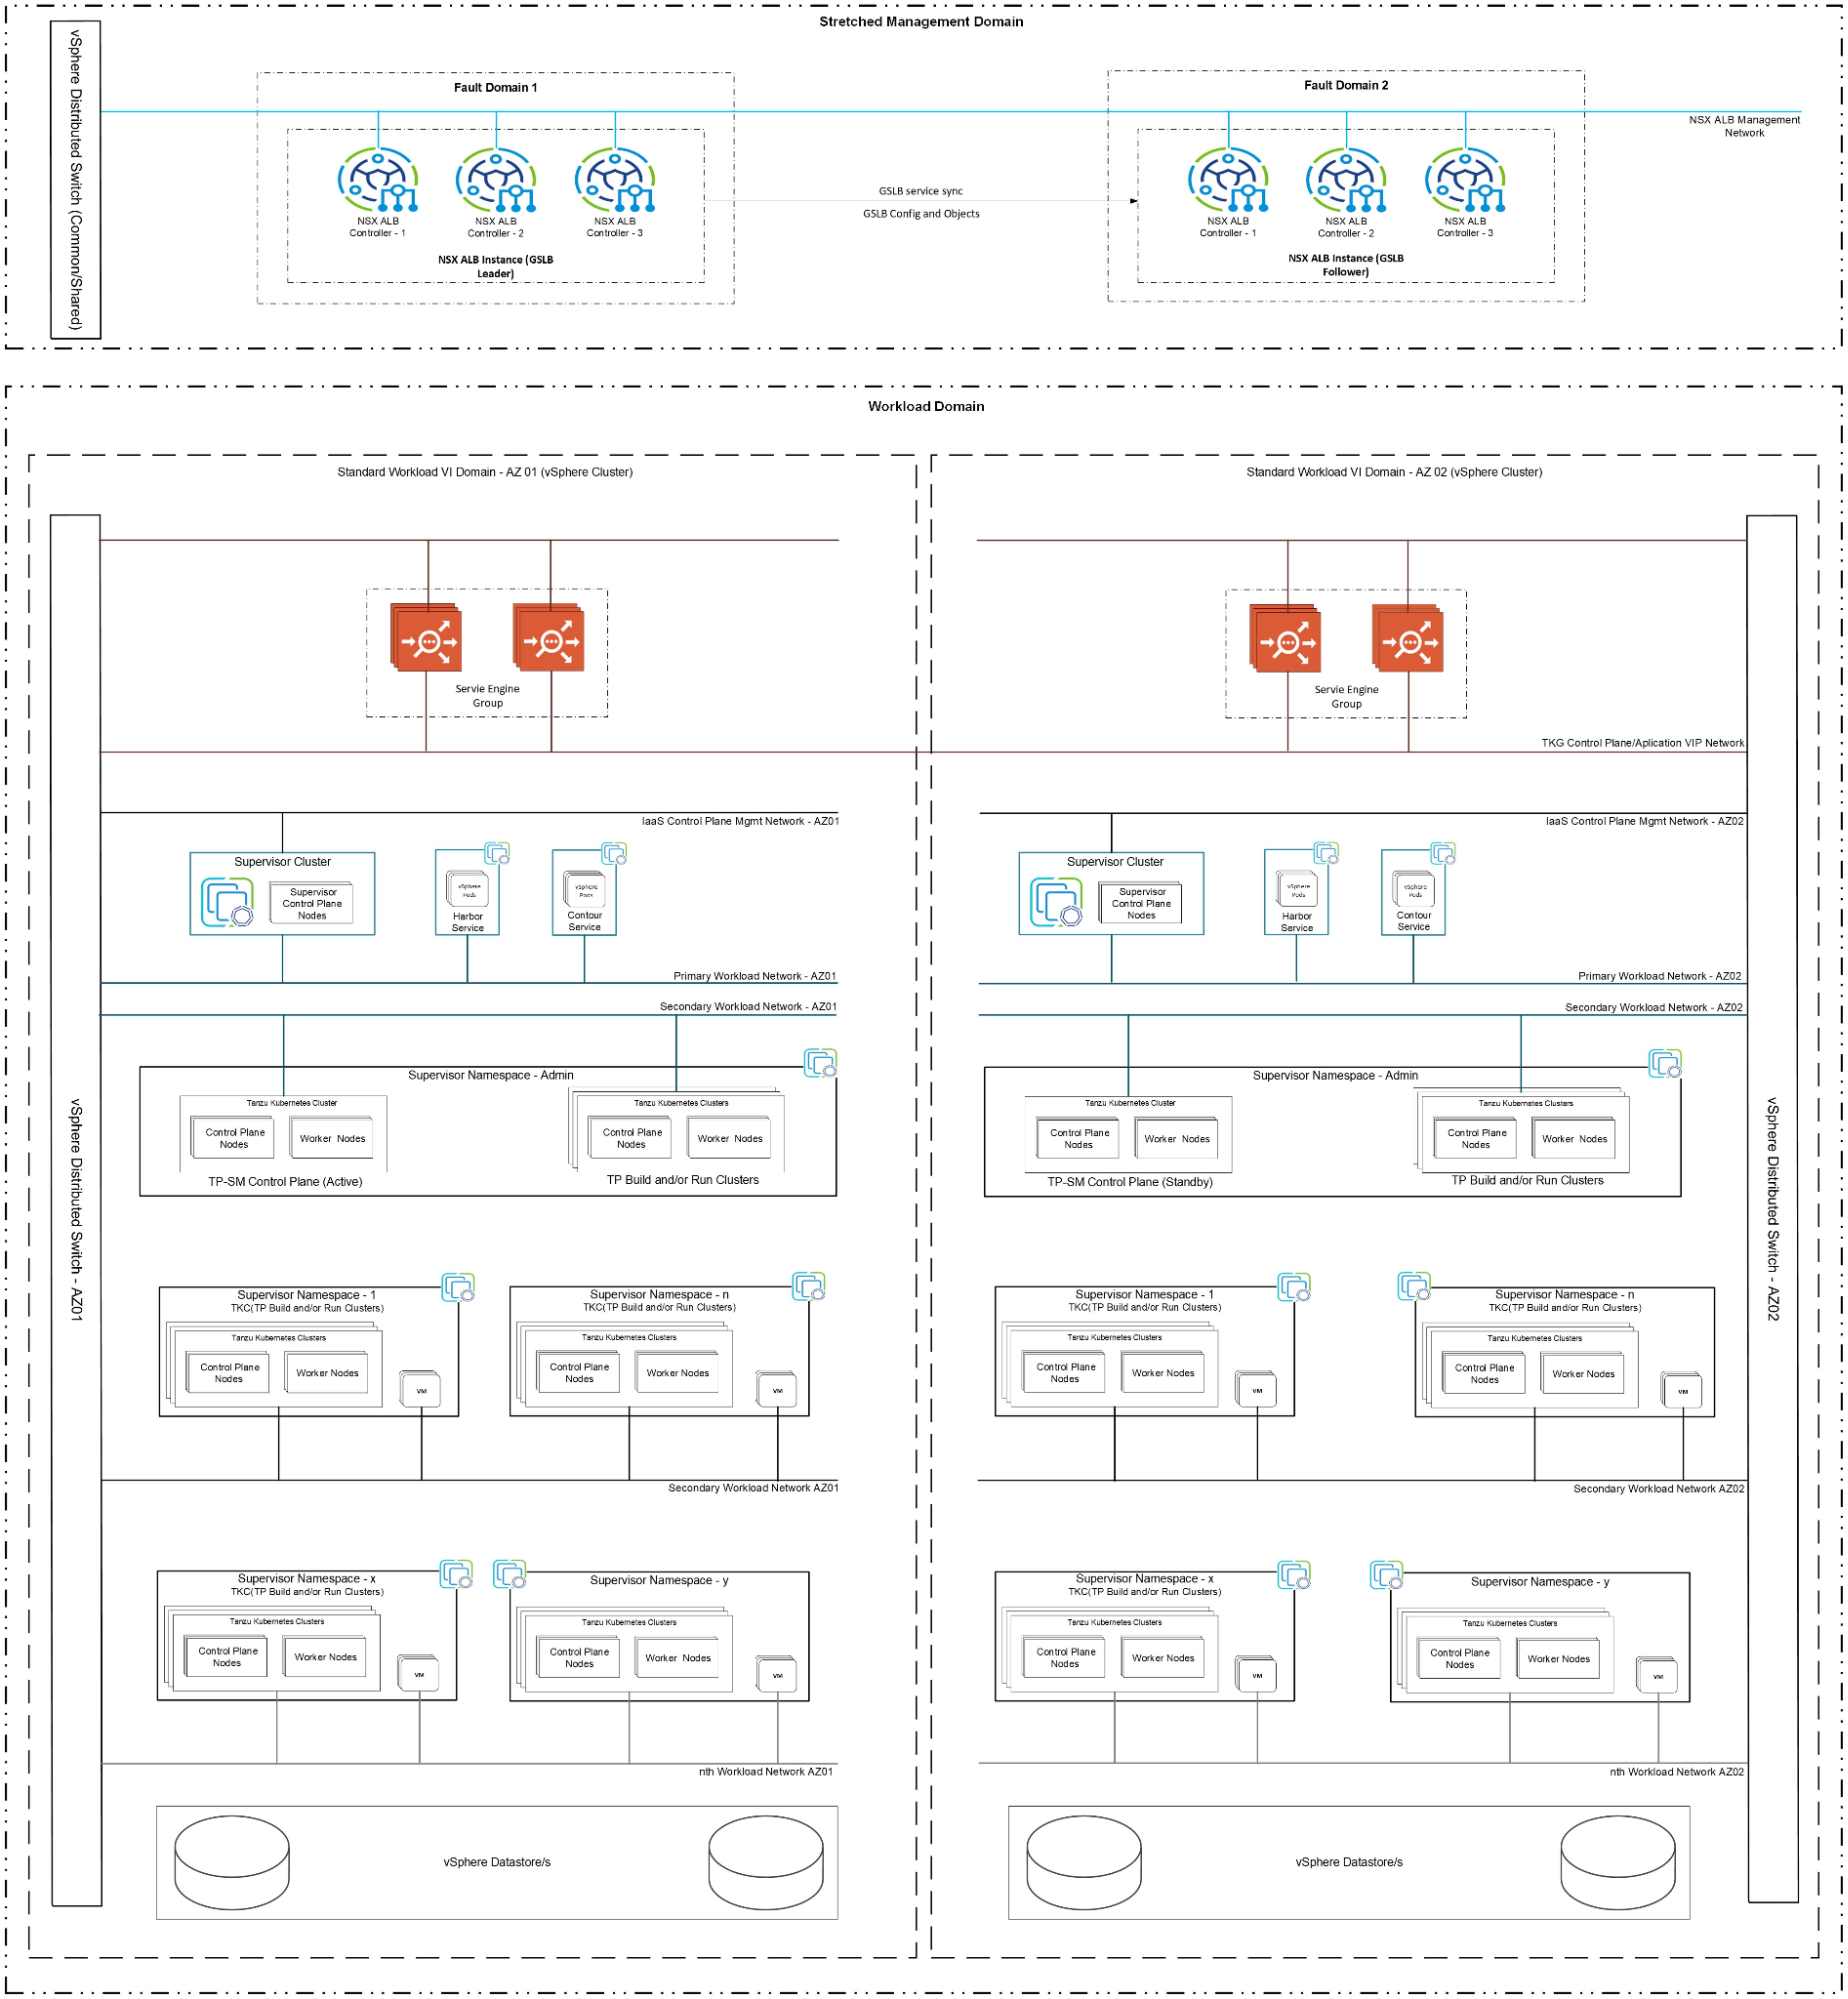 Stretched Management Domain
vSphere Distributed Switch (Common/Shared)
Fault Domain 1
Fault Domain 2
NSX ALB Management
Network
NSX ALB
Controller - 1
NSX ALB
Controller - 2
NSX ALB
Controller - 3
NSX ALB Instance (GSLB
Leader)
GSLB service sync
GSLB Config and Objects
NSX ALB
Controller - 1
NSX ALB
Controller - 2
NSX ALB
Controller - 3
NSX ALB Instance (GSLB
Follower)
Workload Domain
Standard Workload VI Domain - AZ 01 (vSphere Cluster)
vSphere Distributed Switch - AZ01
Servie Engine
Group
IaaS Control Plane Mgmt Network - AZ01
Supervisor Cluster
Supervisor
Control Plane
Nodes
vSphere
Pods
Harbor
Service
vSphere
Pods
Contour
Service
Primary Workload Network - AZ01
Secondary Workload Network - AZ01
Supervisor Namespace - Admin
Tanzu Kubernetes Cluster
Control Plane
Nodes
Worker Nodes
TP-SM Control Plane (Active)
Tanzu Kubernetes Clusters
Control Plane
Nodes
Worker Nodes
TP Build and/or Run Clusters
Supervisor Namespace - 1
TKC(TP Build and/or Run Clusters)
Tanzu Kubernetes Clusters
Control Plane
Nodes
Worker Nodes
VM
Supervisor Namespace - n
TKC(TP Build and/or Run Clusters)
Tanzu Kubernetes Clusters
Control Plane
Nodes
Worker Nodes
VM
Secondary Workload Network AZ01
Supervisor Namespace - x
TKC(TP Build and/or Run Clusters)
Tanzu Kubernetes Clusters
Control Plane
Nodes
Worker Nodes
VM
Supervisor Namespace - y
Tanzu Kubernetes Clusters
Control Plane
Nodes
Worker Nodes
VM
nth Workload Network AZ01
vSphere Datastore/s
Standard Workload VI Domain - AZ 02 (vSphere Cluster)
vSphere Distributed Switch - AZ02
Servie Engine
Group
TKG Control Plane/Aplication VIP Network
IaaS Control Plane Mgmt Network - AZ02
Supervisor Cluster
Supervisor
Control Plane
Nodes
vSphere
Pods
Harbor
Service
vSphere
Pods
Contour
Service
Primary Workload Network - AZ02
Secondary Workload Network - AZ02
Supervisor Namespace - Admin
Tanzu Kubernetes Cluster
Control Plane
Nodes
Worker Nodes
TP-SM Control Plane (Standby)
Tanzu Kubernetes Clusters
Control Plane
Nodes
Worker Nodes
TP Build and/or Run Clusters
Supervisor Namespace - 1
TKC(TP Build and/or Run Clusters)
Tanzu Kubernetes Clusters
Control Plane
Nodes
Worker Nodes
VM
Supervisor Namespace - n
TKC(TP Build and/or Run Clusters)
Tanzu Kubernetes Clusters
Control Plane
Nodes
Worker Nodes
VM
Secondary Workload Network AZ02
Supervisor Namespace - x
TKC(TP Build and/or Run Clusters)
Tanzu Kubernetes Clusters
Control Plane
Nodes
Worker Nodes
VM
Supervisor Namespace - y
Tanzu Kubernetes Clusters
Control Plane
Nodes
Worker Nodes
VM
nth Workload Network AZ02
vSphere Datastore/s